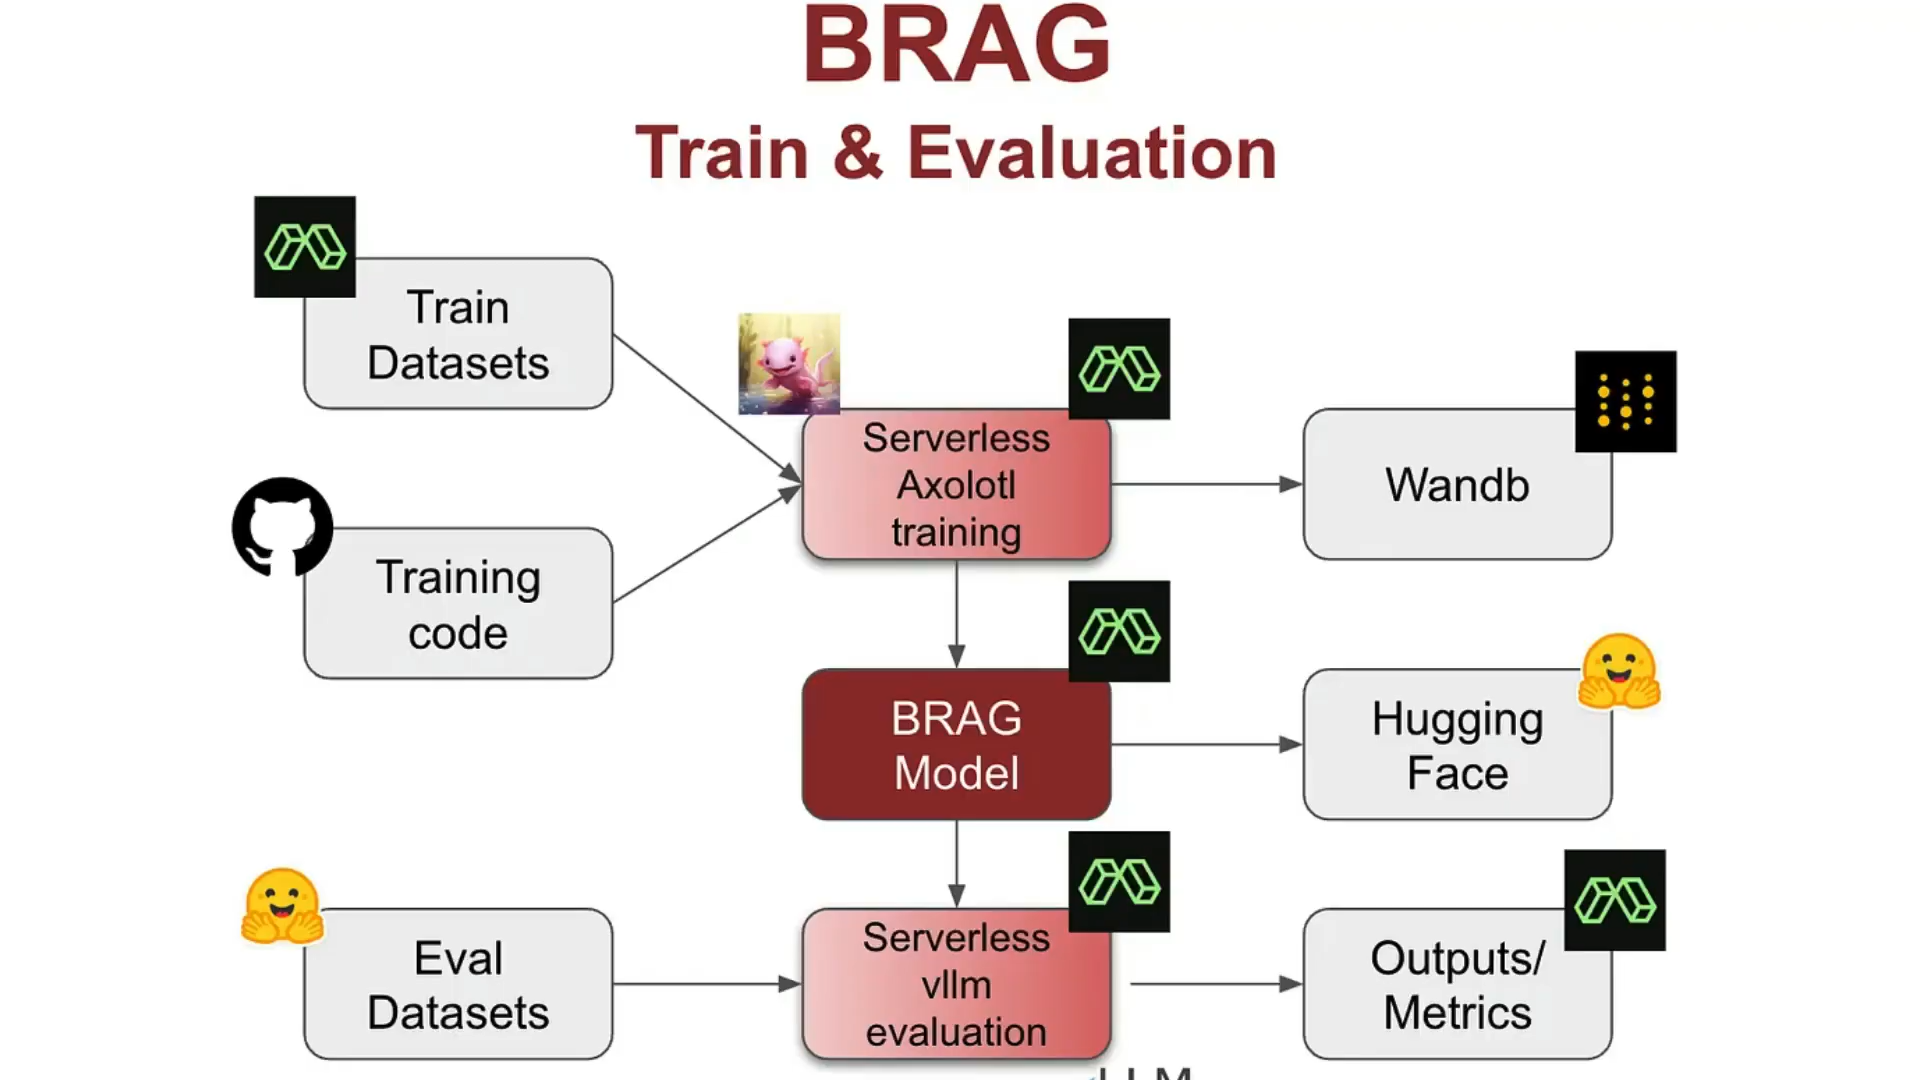 BRAG
Train & Evaluation
Train
Datasets
Serverless
Axolotl
training
Wandb
Training
code
BRAG
Model
Hugging
Face
Eval
Datasets
Serverless
vllm
evaluation
Outputs/
Metrics